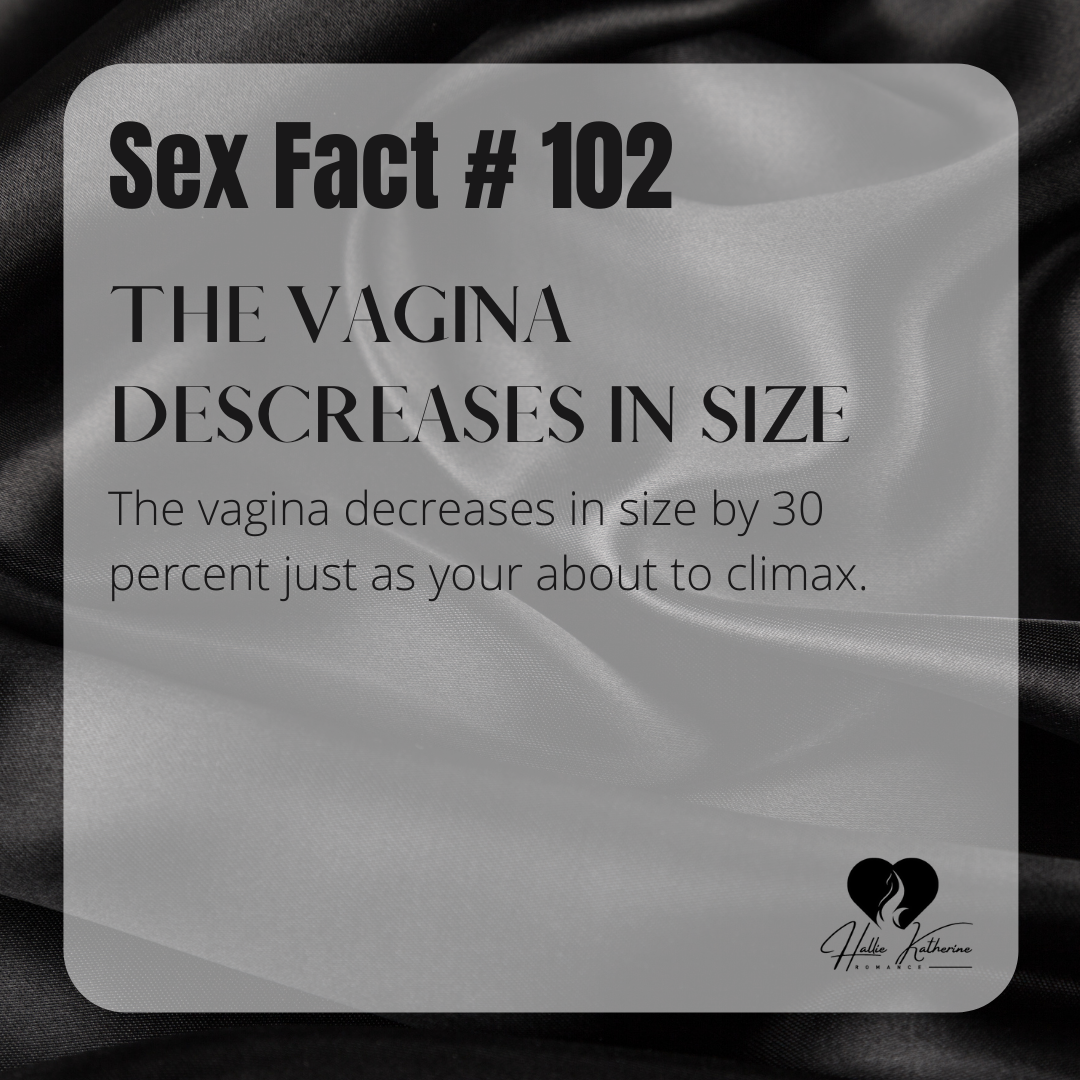 Sex Fact # 102
THE VAGINA
DESCREASES IN SIZE
The vagina decreases in size by 30
percent just as your about to climax.
Hallie Katherine
ROMANCE